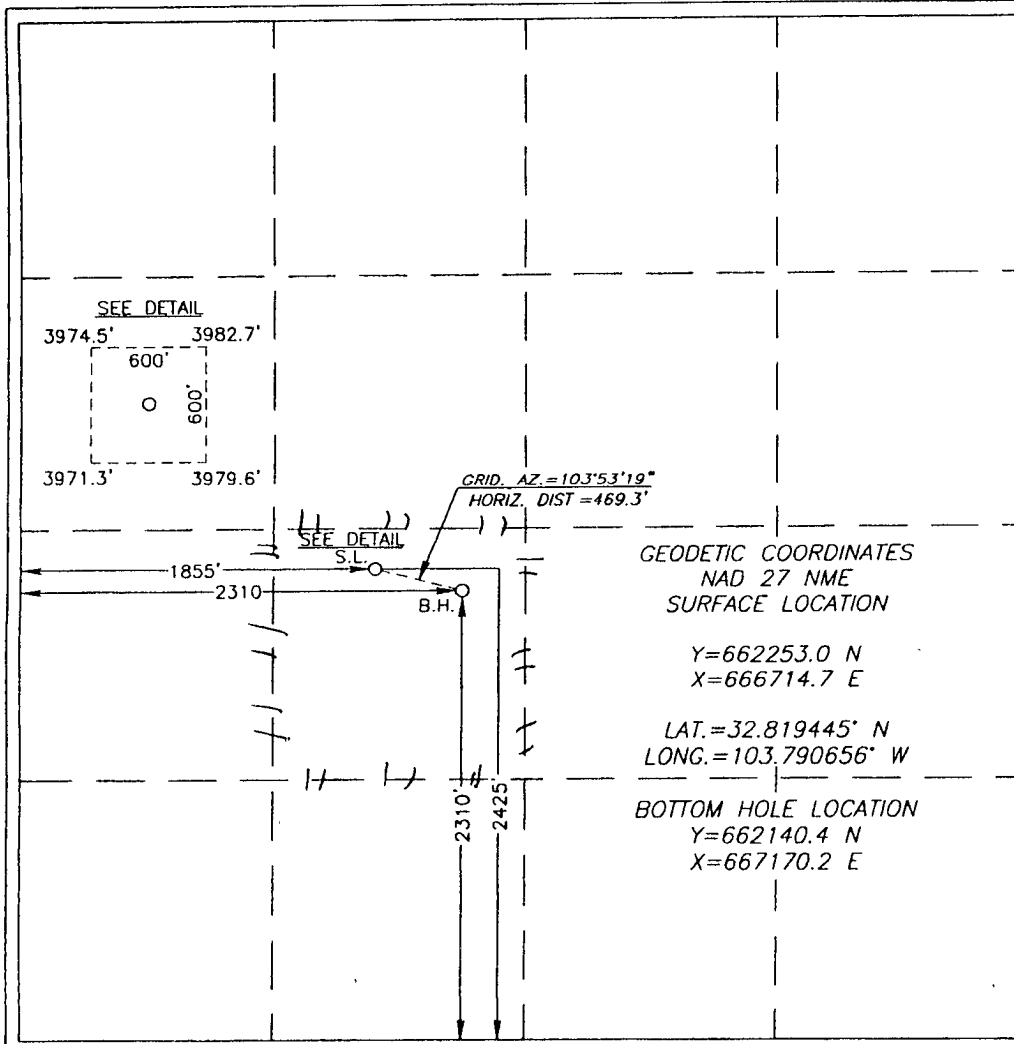 SEE DETAIL
3974.5' 3982.7'
600'
600'
3971.3' 3979.6'
GRID. AZ.=103°53'19"
HORIZ. DIST =469.3'
SEE DETAIL
S.L.
1855'
2310
B.H.
2310'
2425'
GEODETIC COORDINATES
NAD 27 NME
SURFACE LOCATION
Y=662253.0 N
X=666714.7 E
LAT.=32.819445° N
LONG.=103.790656° W
BOTTOM HOLE LOCATION
Y=662140.4 N
X=667170.2 E